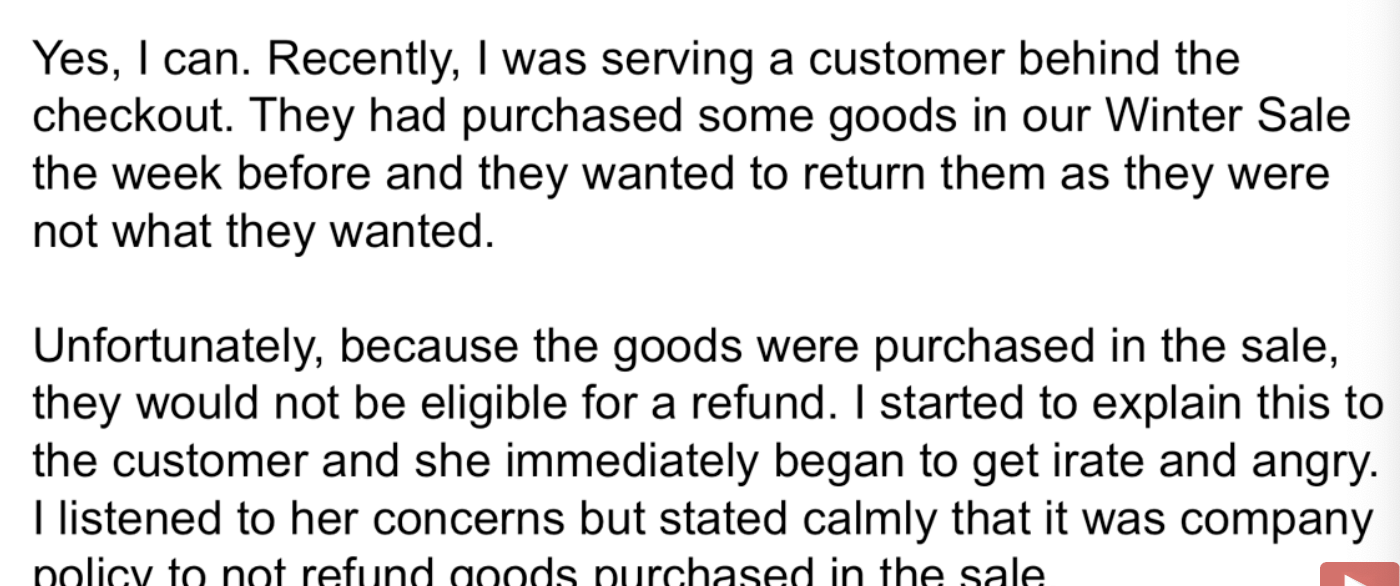 Yes, I can. Recently, I was serving a customer behind the
checkout. They had purchased some goods in our Winter Sale
the week before and they wanted to return them as they were
not what they wanted.
Unfortunately, because the goods were purchased in the sale,
they would not be eligible for a refund. I started to explain this to
the customer and she immediately began to get irate and angry.
I listened to her concerns but stated calmly that it was company
policy to not refund goods purchased in the sale